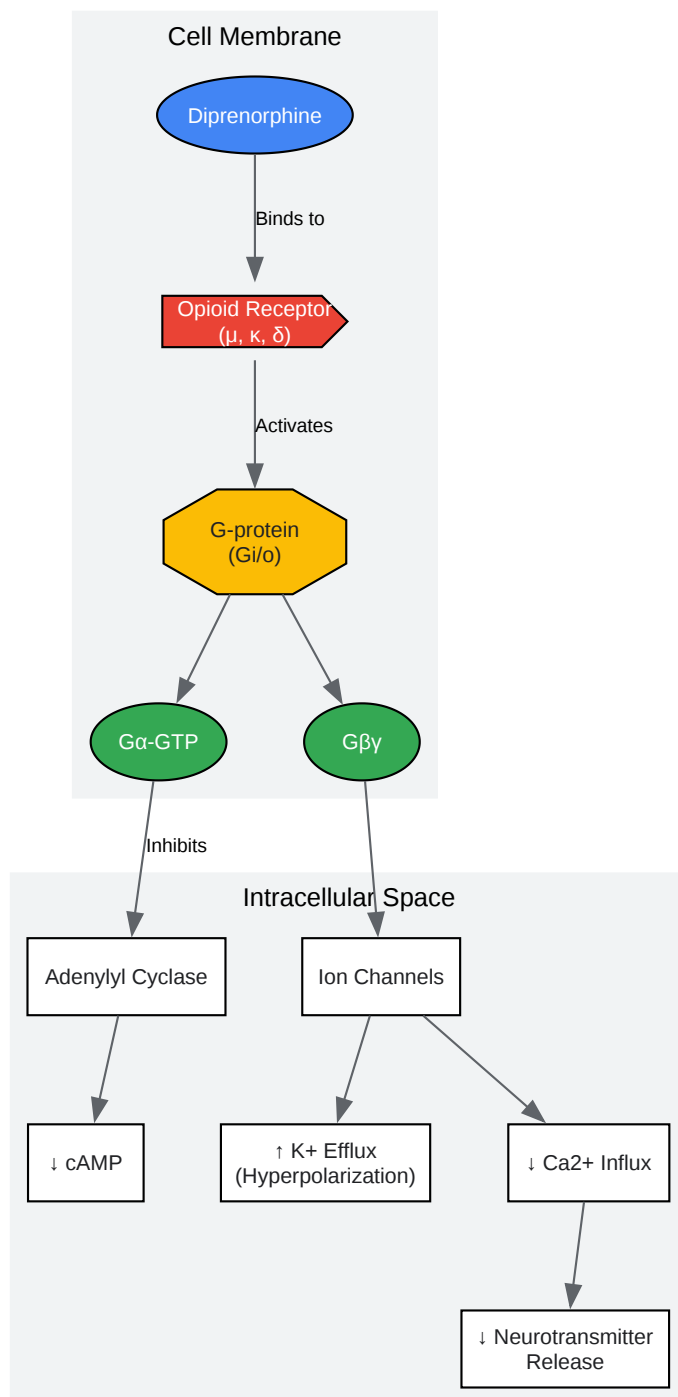 Cell Membrane
Diprenorphine
Binds to
Opioid Receptor
(μ, κ, δ)
Activates
G-protein
(Gi/o)
Gα-GTP
Gβγ
Inhibits
Intracellular Space
Adenylyl Cyclase
Ion Channels
↓ cAMP
↑ K+ Efflux
(Hyperpolarization)
↓ Ca2+ Influx
↓ Neurotransmitter
Release